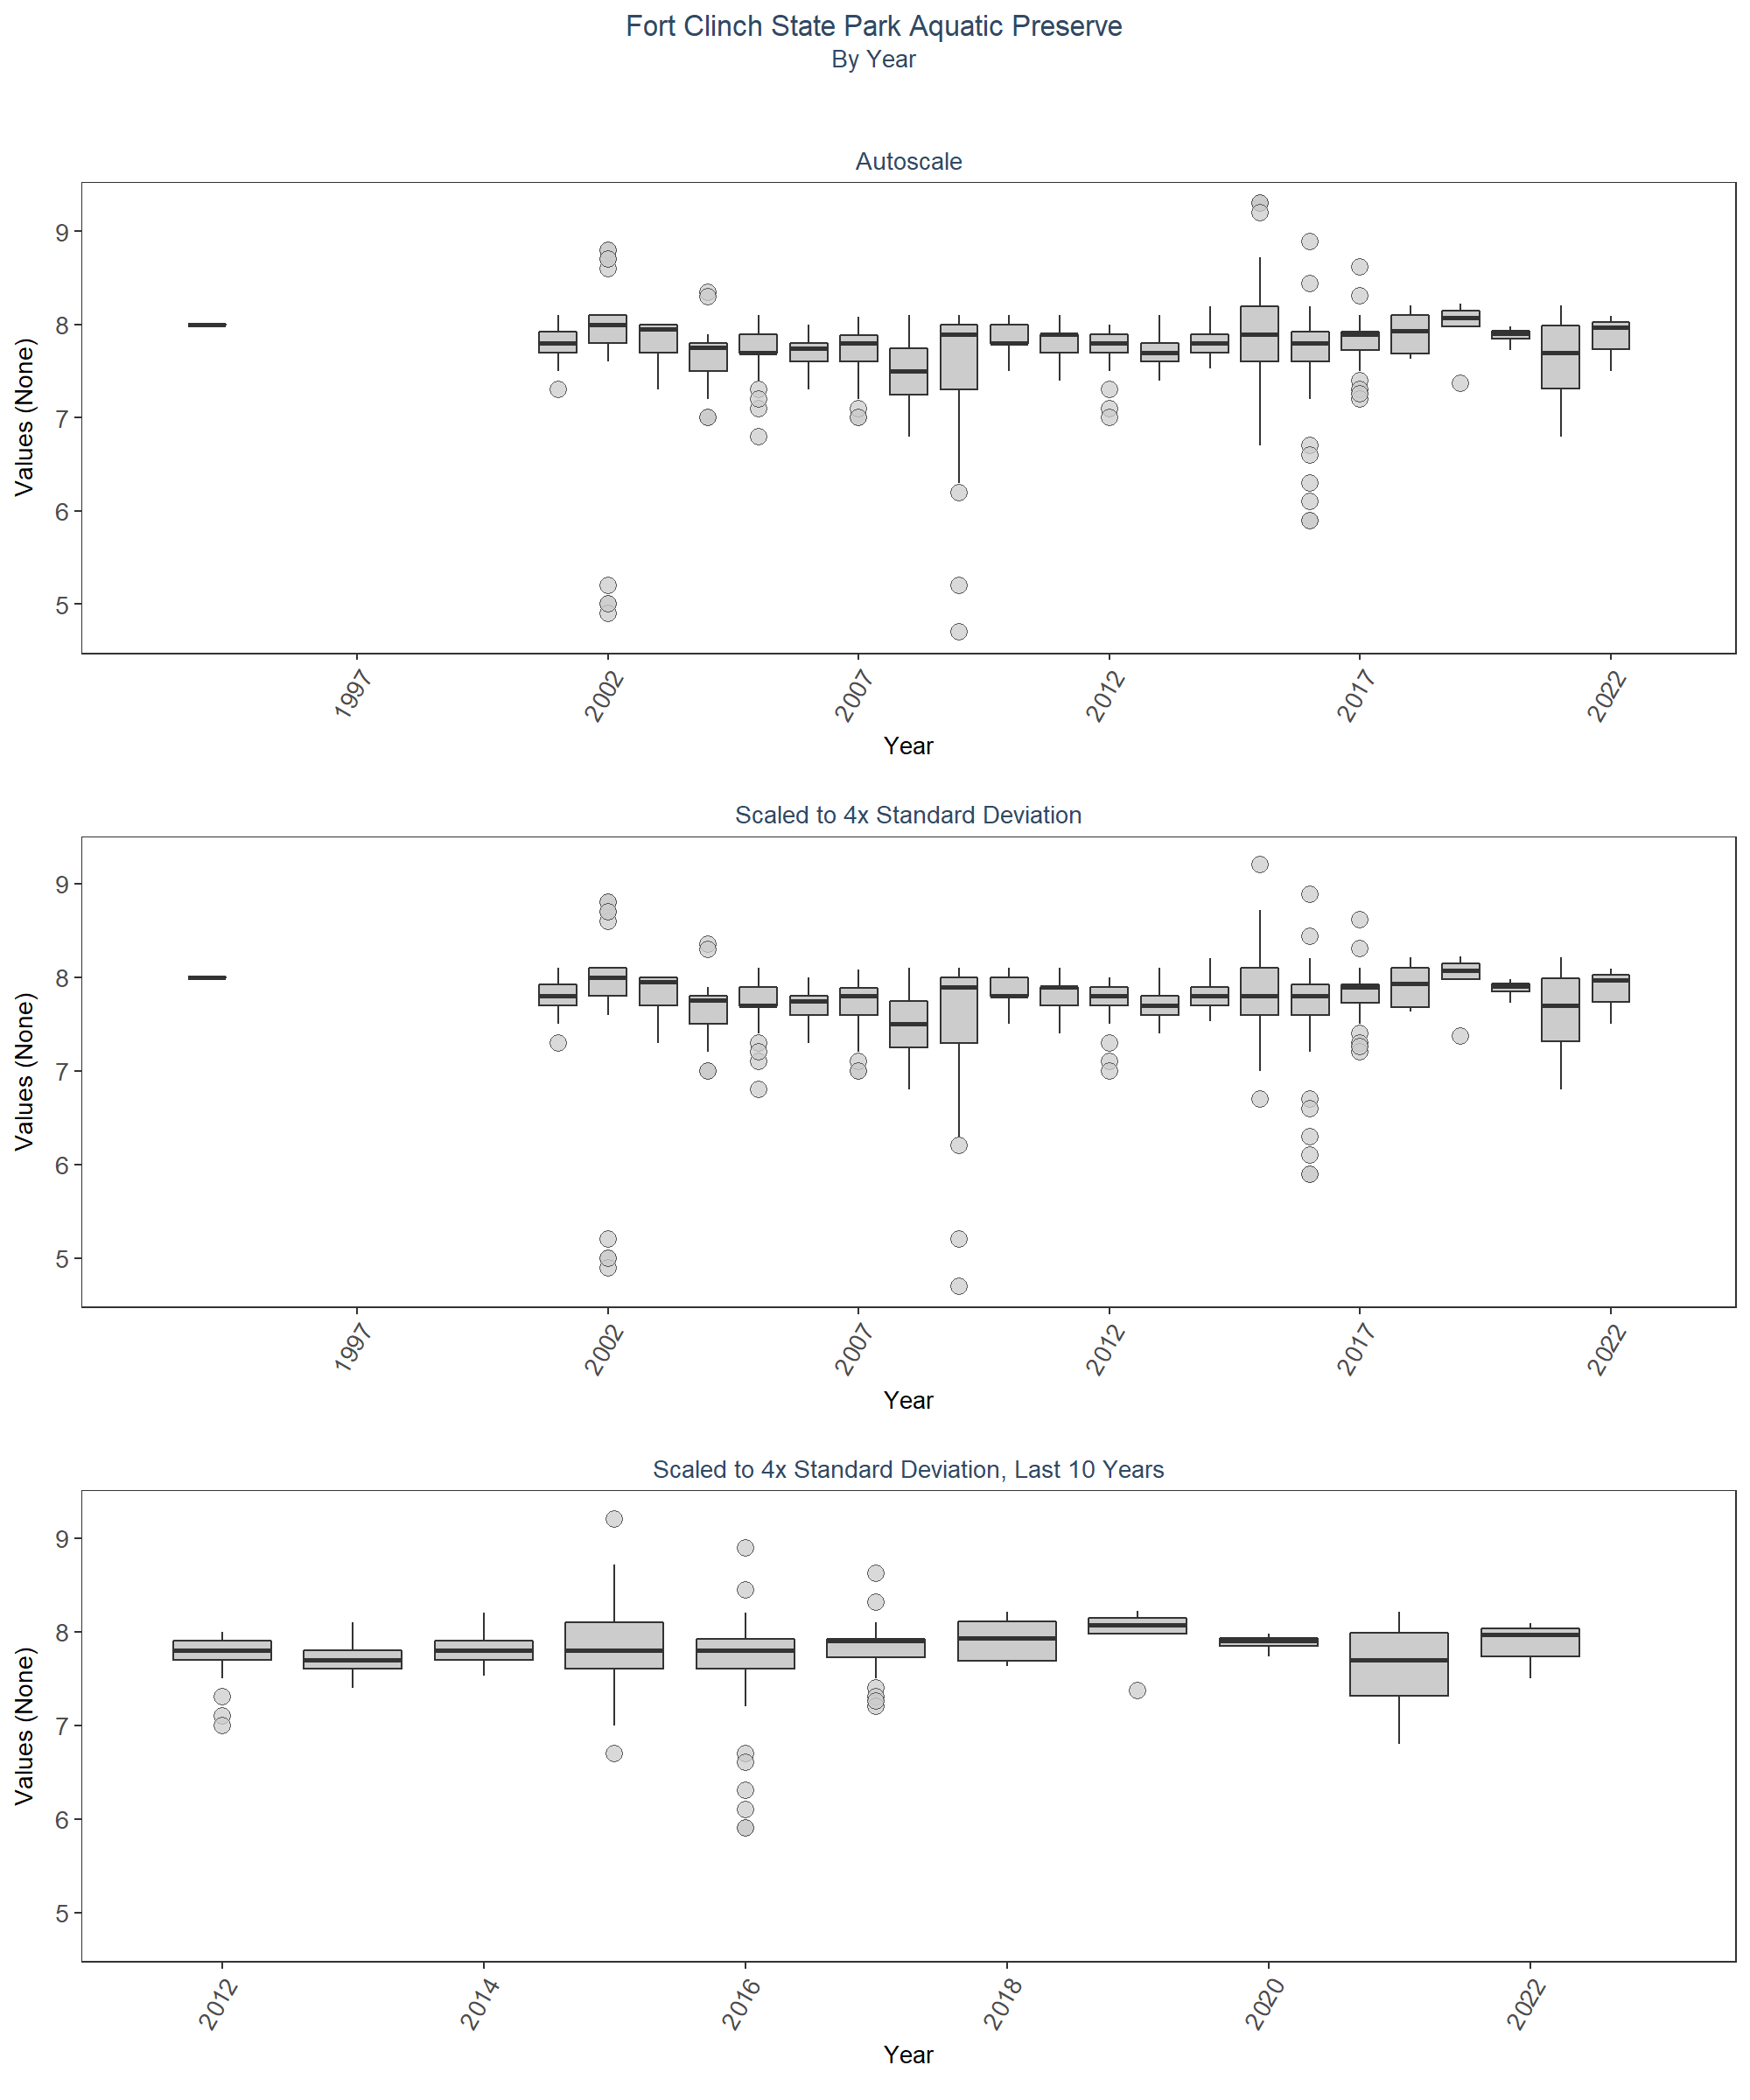 Fort Clinch State Park Aquatic Preserve
By Year
Autoscale
Values (None)
9
8
7
6
5
1997 2002 2007 2012 2017 2022
Year
Scaled to 4x Standard Deviation
Values (None)
9
8
7
6
5
1997 2002 2007 2012 2017 2022
Year
Scaled to 4x Standard Deviation, Last 10 Years
Values (None)
9
8
7
6
5
2012 2014 2016 2018 2020 2022
Year